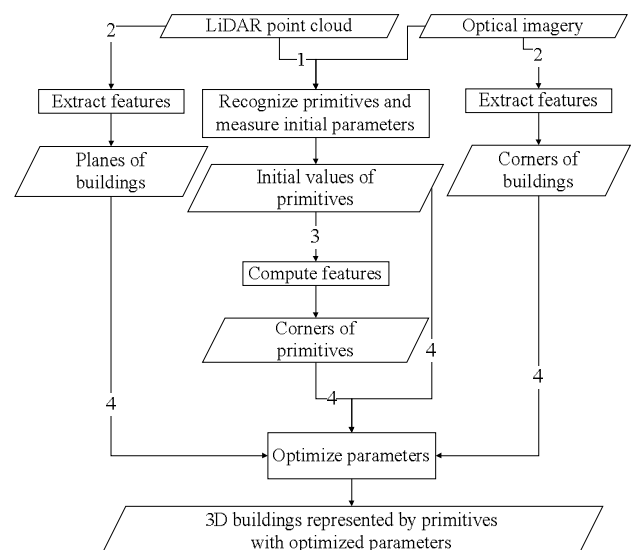 LiDAR point cloud
Optical imagery
2
1
2
Extract features
Recognize primitives and
measure initial parameters
Extract features
Planes of
buildings
Initial values of
primitives
Corners of
buildings
3
Compute features
Corners of
primitives
4
4
4
4
Optimize parameters
3D buildings represented by primitives
with optimized parameters